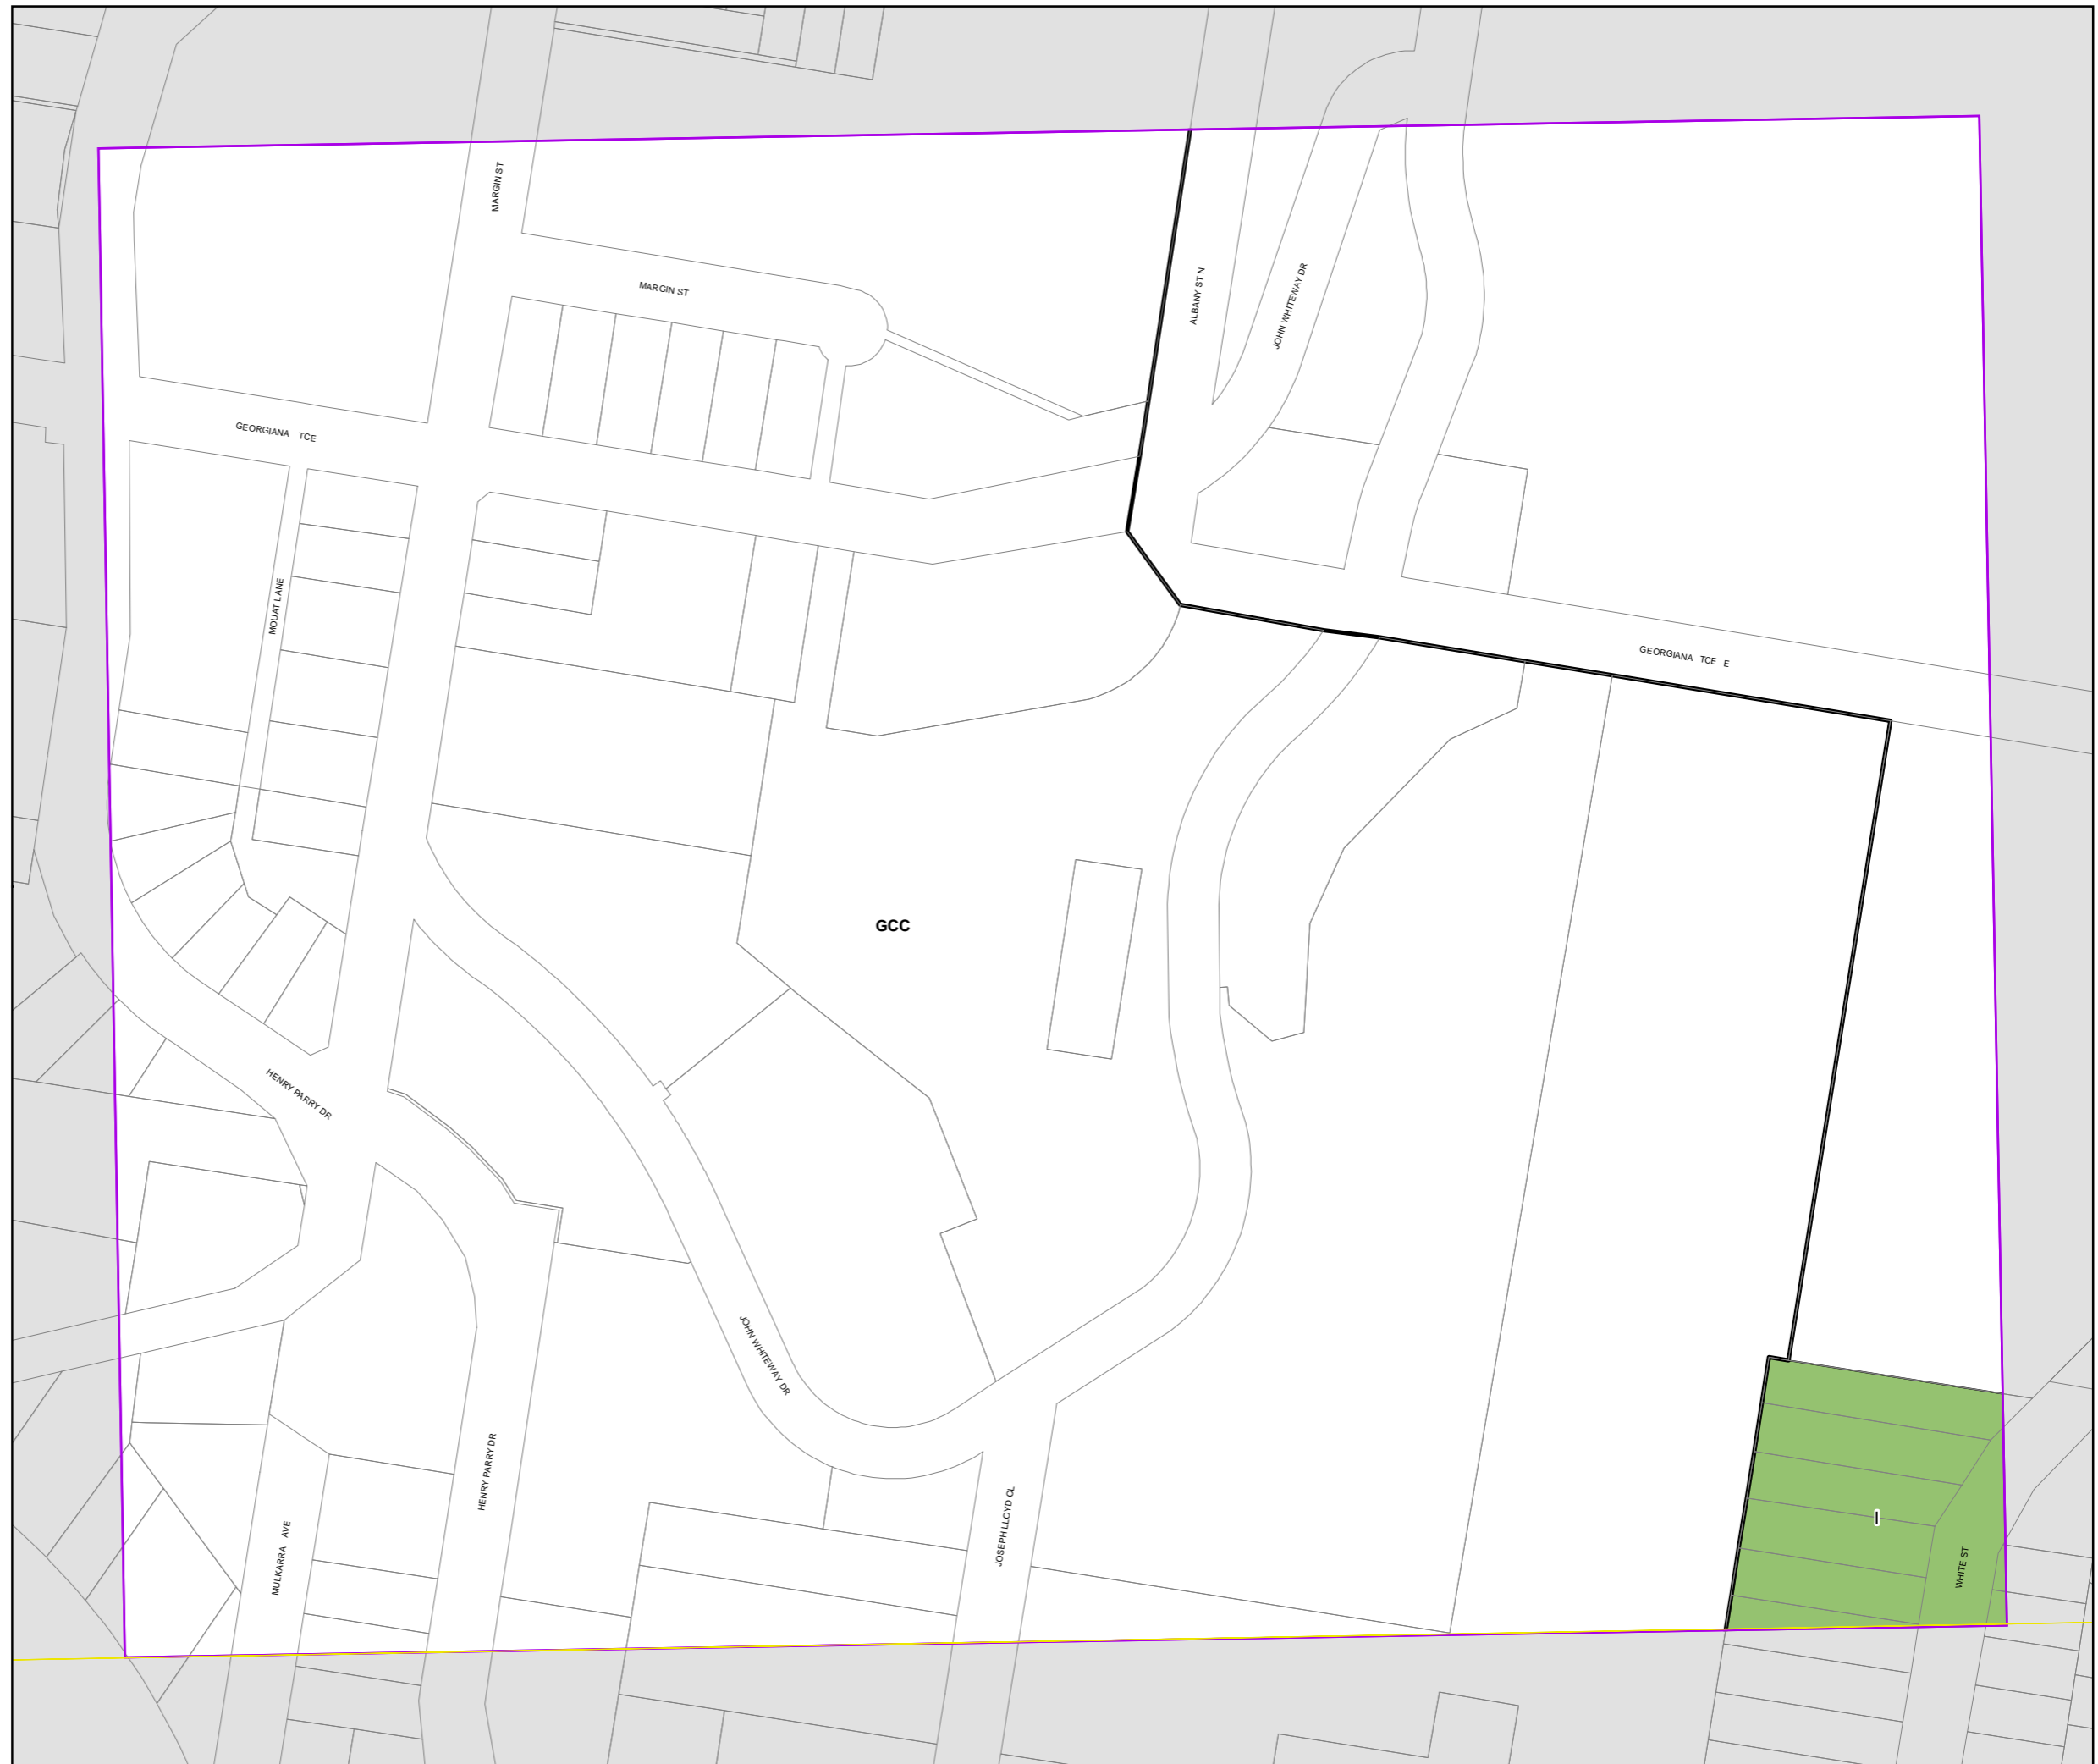 MARGIN ST
MARGIN ST
ALBANY ST N
JOHN WHITEWAY DR
GEORGIANA TCE
MOUAT LANE
GEORGIANA TCE E
GCC
HENRY PARRY DR
JOHN WHITEWAY DR
HENRY PARRY DR
JOSEPH LLOYD CL
MULKARRA AVE
I
WHITE ST